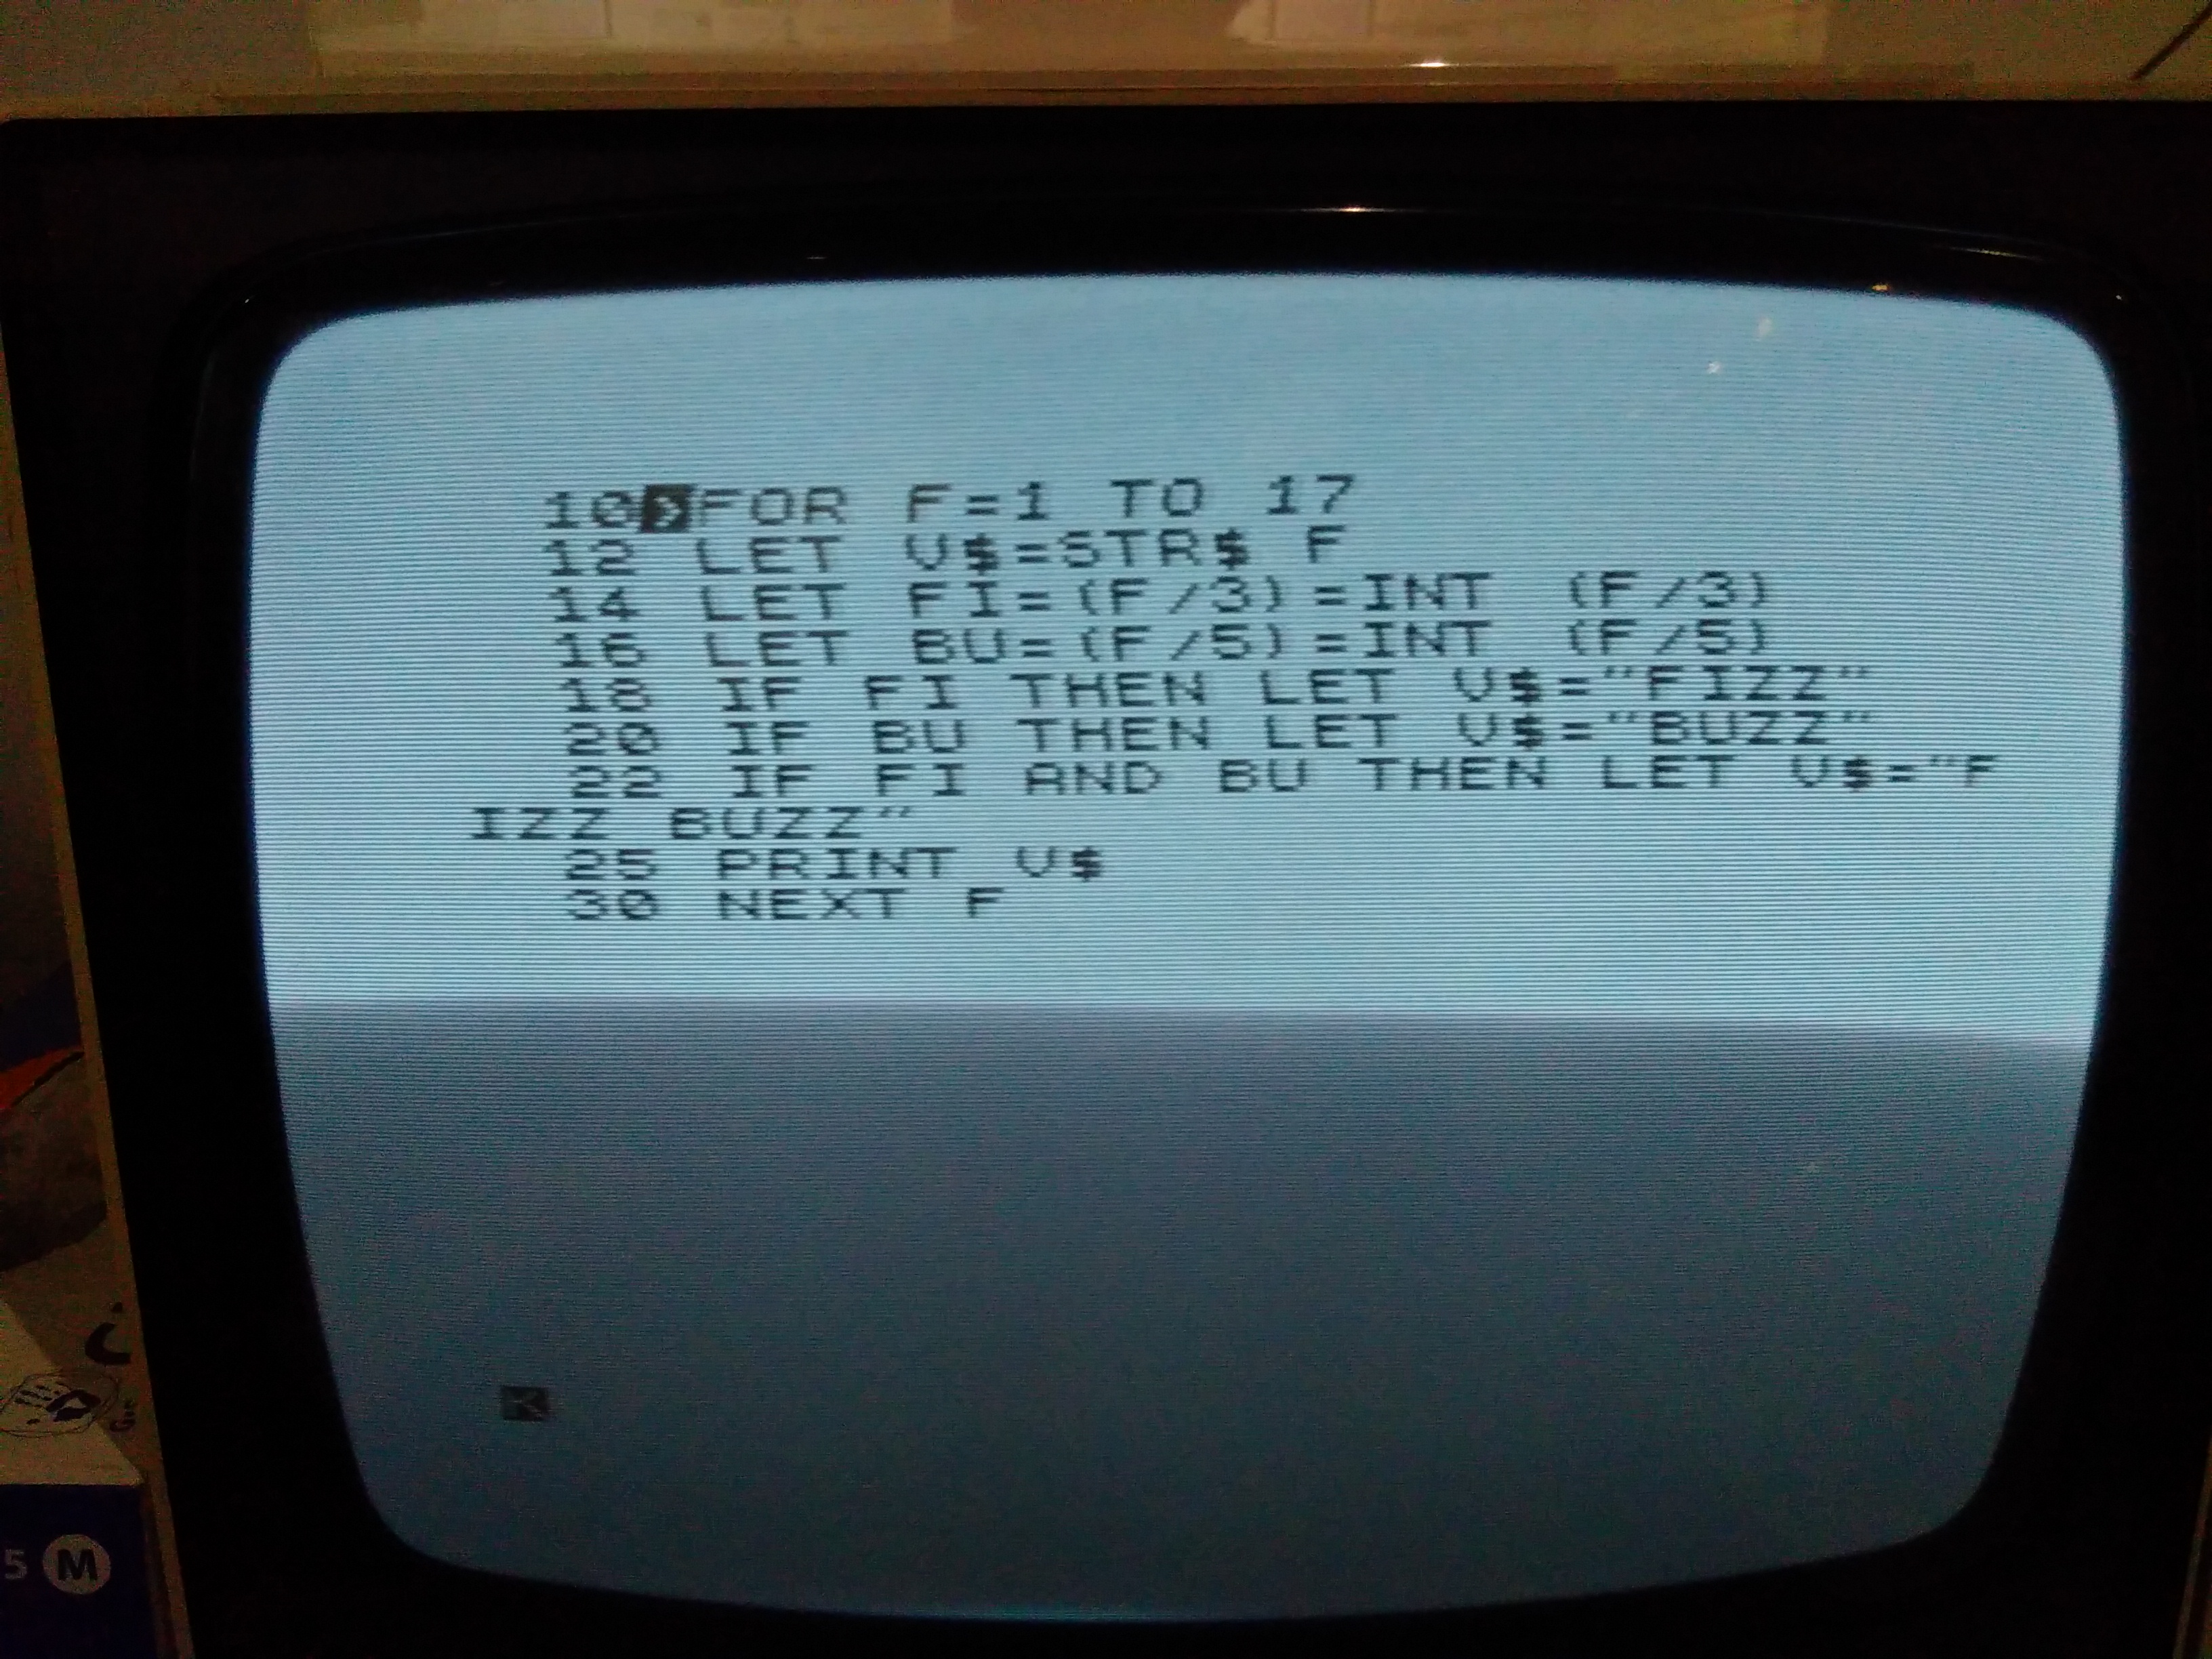 10>FOR F=1 TO 17
12 LET V$=STR$ F
14 LET FI=(F/3)=INT (F/3)
16 LET BU=(F/5)=INT (F/5)
18 IF FI THEN LET V$="FIZZ"
20 IF BU THEN LET V$="BUZZ"
22 IF FI AND BU THEN LET V$="F
IZZ BUZZ"
25 PRINT V$
30 NEXT F
K
5 M